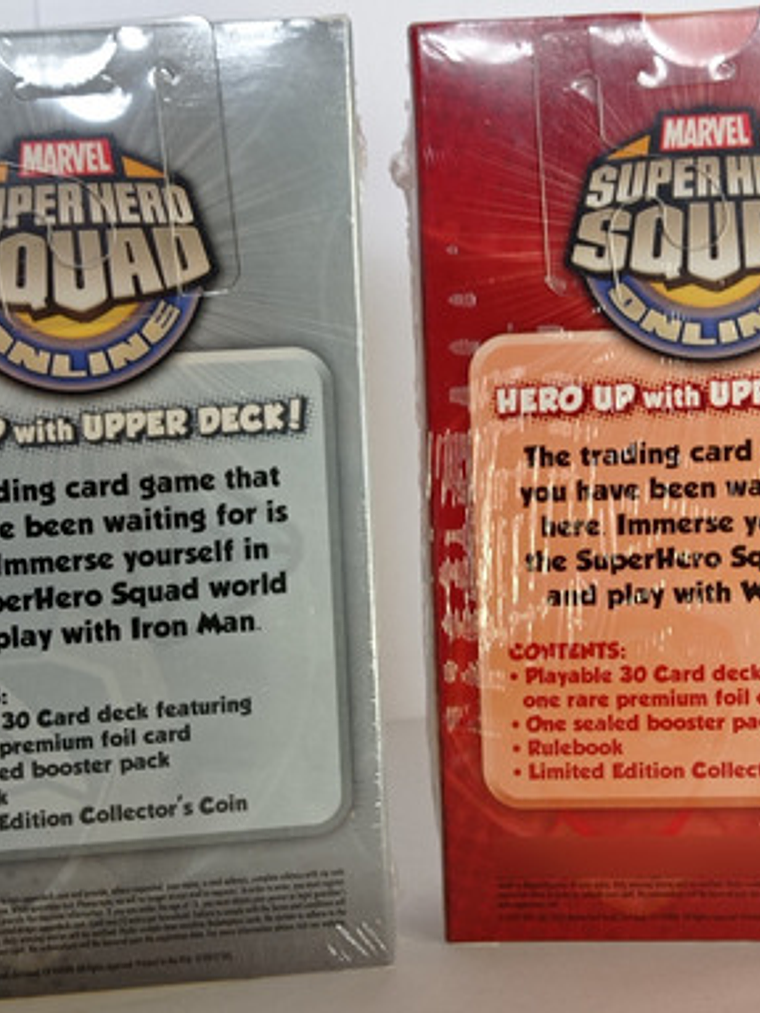 MARVEL
UPER HERO
QUAD
ONLINE
P with UPPER DECK!
ding card game that
e been waiting for is
Immerse yourself in
perHero Squad world
play with Iron Man.
:
30 Card deck featuring
premium foil card
ed booster pack
k
Edition Collector's Coin
MARVEL
SUPER HE
SQU
ONLIN
HERO UP with UPP
The trading card
you have been wa
here. Immerse y
the SuperHero Sq
and play with W
CONTENTS:
• Playable 30 Card deck
one rare premium foil c
• One sealed booster pa
• Rulebook
• Limited Edition Collect